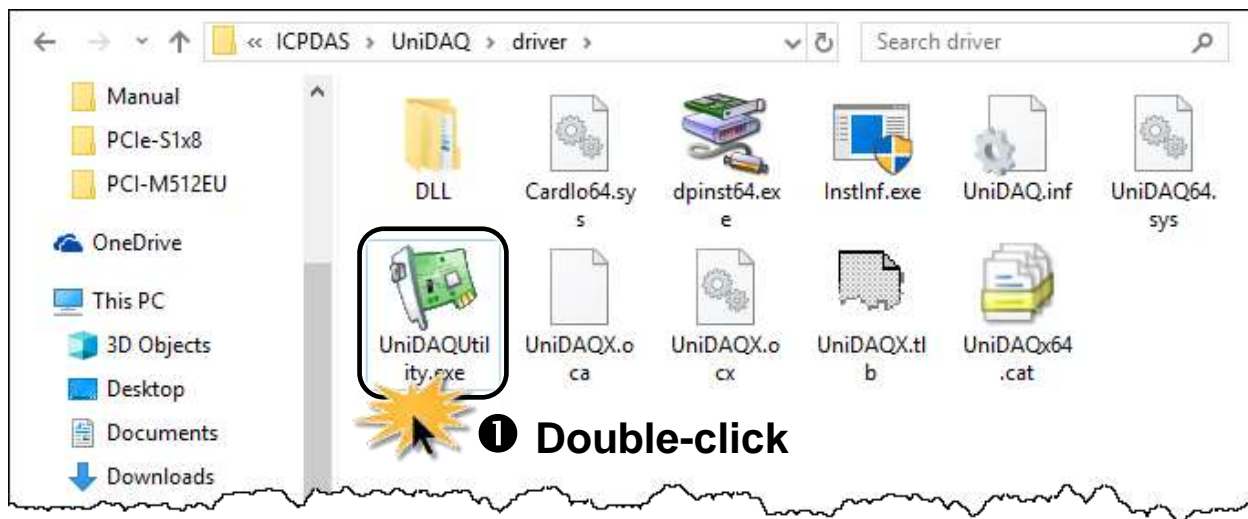 « ICPDAS › UniDAQ › driver ›
Search driver
Manual
PCIe-S1x8
PCI-M512EU
OneDrive
This PC
3D Objects
Desktop
Documents
Downloads
DLL
CardIo64.sy
s
dpinst64.ex
e
InstInf.exe
UniDAQ.inf
UniDAQ64.
sys
UniDAQUtil
ity.exe
UniDAQX.o
ca
UniDAQX.o
cx
UniDAQX.tl
b
UniDAQx64
.cat
❶ Double-click